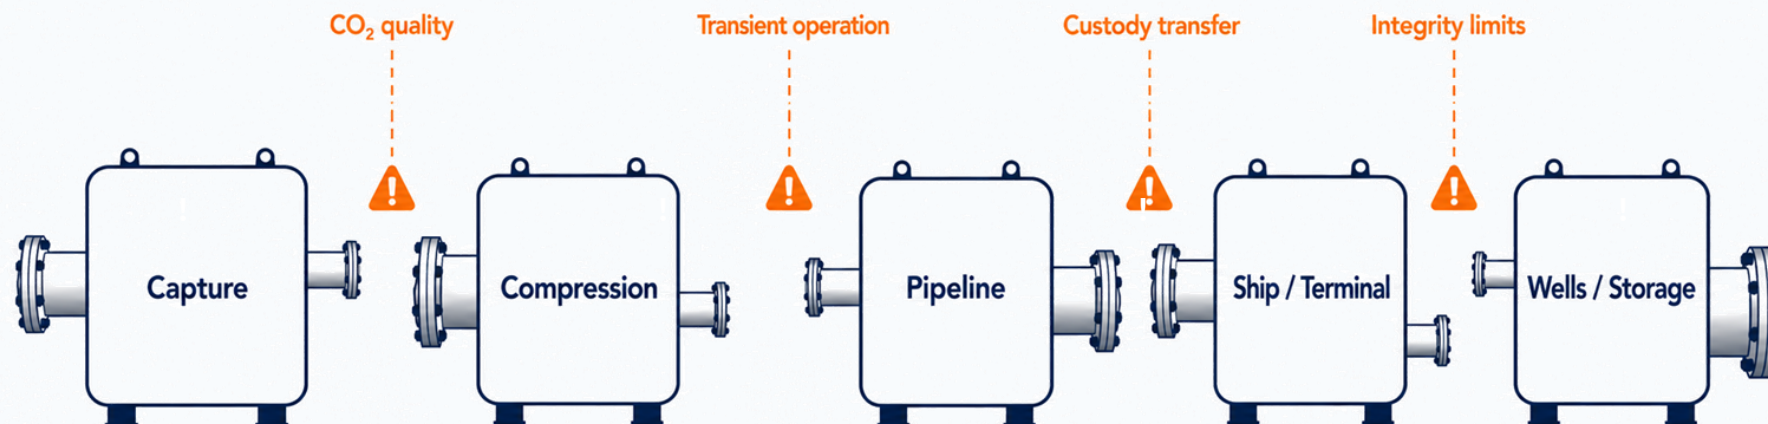 CO₂ quality
Transient operation
Custody transfer
Integrity limits
Capture
Compression
Pipeline
Ship / Terminal
Wells / Storage